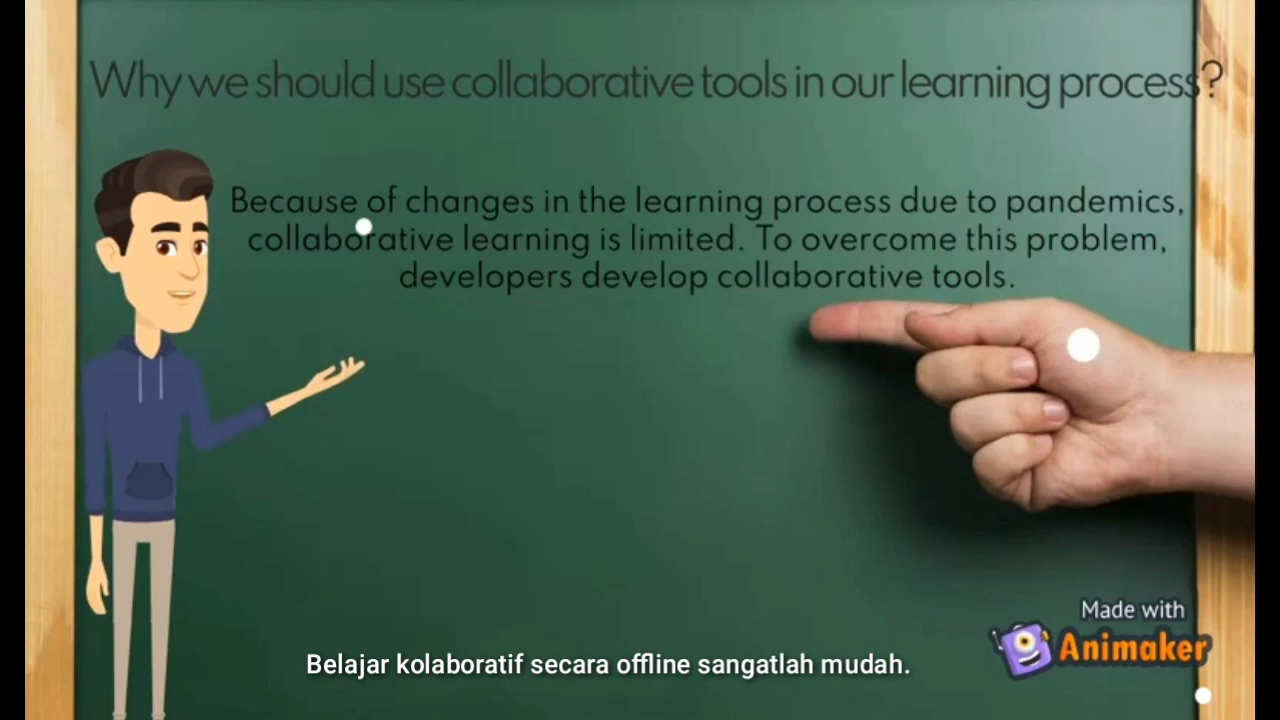 Why we should use collaborative tools in our learning process?
Because of changes in the learning process due to pandemics,
collaborative learning is limited. To overcome this problem,
developers develop collaborative tools.
Made with
Animaker
Belajar kolaboratif secara offline sangatlah mudah.